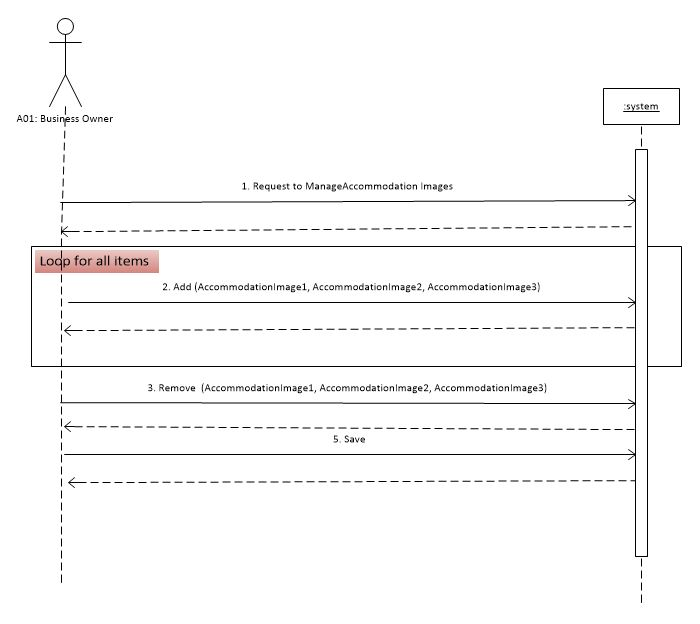 A01: Business Owner
:system
1. Request to ManageAccommodation Images
Loop for all items
2. Add (AccommodationImage1, AccommodationImage2, AccommodationImage3)
3. Remove  (AccommodationImage1, AccommodationImage2, AccommodationImage3)
5. Save